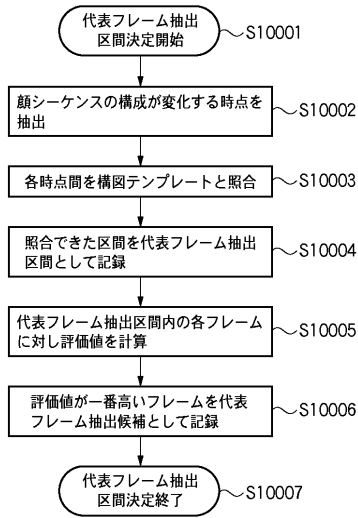 代表フレーム抽出
区間決定開始
S10001
顔シーケンスの構成が変化する時点を
抽出
S10002
各時点間を構図テンプレートと照合
S10003
照合できた区間を代表フレーム抽出
区間として記録
S10004
代表フレーム抽出区間内の各フレーム
に対し評価値を計算
S10005
評価値が一番高いフレームを代表
フレーム抽出候補として記録
S10006
代表フレーム抽出
区間決定終了
S10007